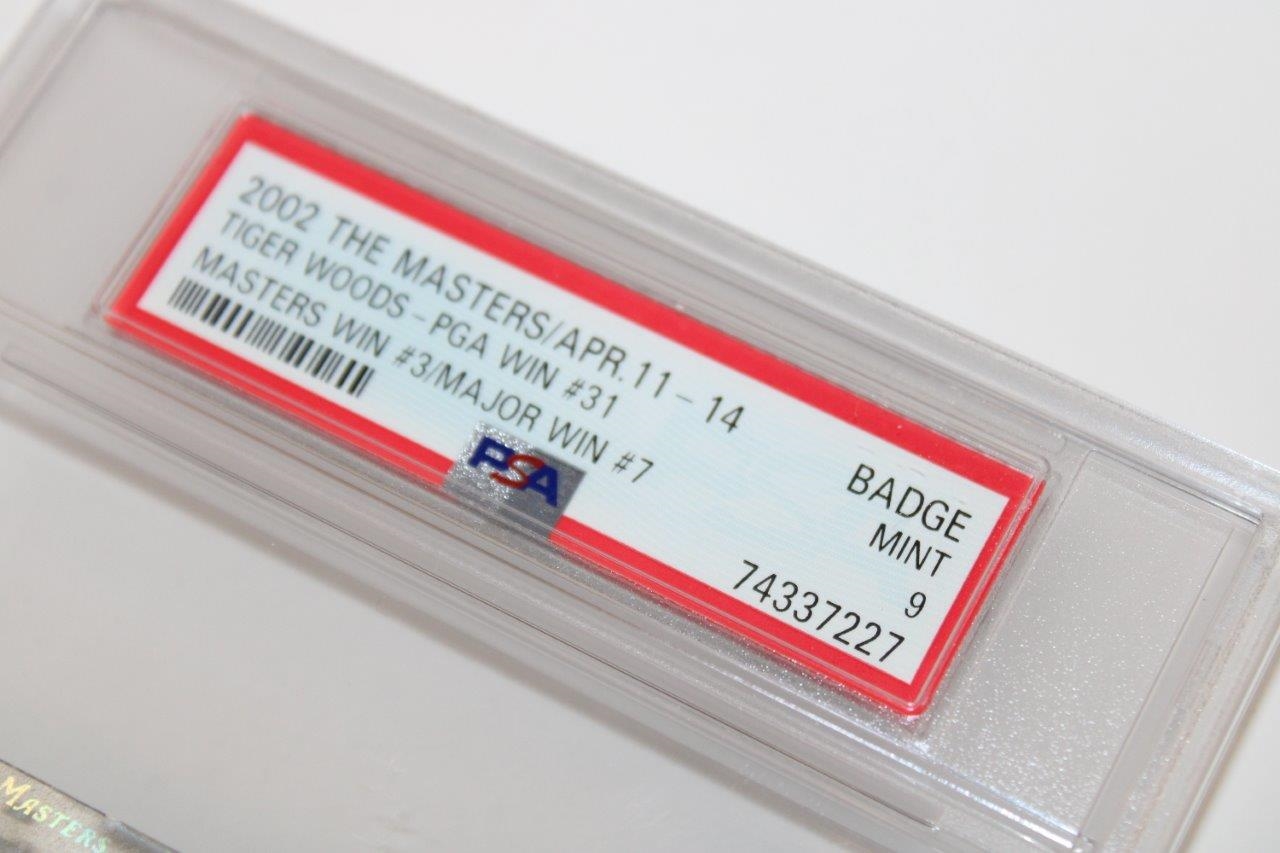 2002 THE MASTERS/APR.11-14
TIGER WOODS-PGA WIN #31
MASTERS WIN #3/MAJOR WIN #7
PSA
BADGE
MINT
9
74337227
MASTERS